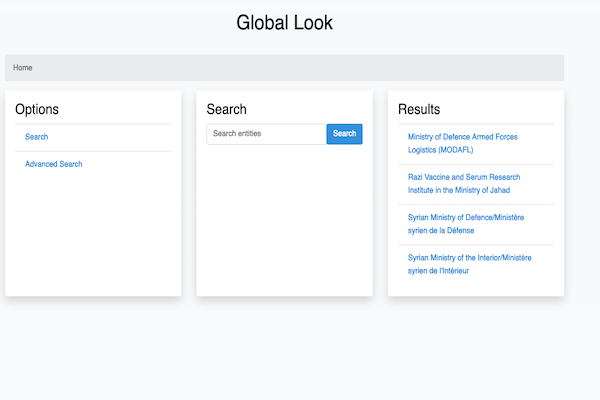 Global Look
Home
Options
Search
Advanced Search
Search
Search entities
Search
Results
Ministry of Defence Armed Forces
Logistics (MODAFL)
Razi Vaccine and Serum Research
Institute in the Ministry of Jahad
Syrian Ministry of Defence/Ministère
syrien de la Défense
Syrian Ministry of the Interior/Ministère
syrien de l'Intérieur